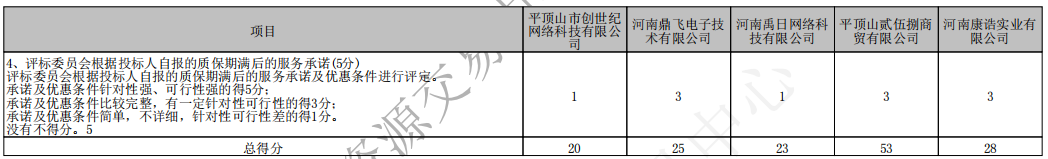 项目
平顶山市创世纪
网络科技有限公
司
河南鼎飞电子技
术有限公司
河南禹日网络科
技有限公司
平顶山贰伍捌商
贸有限公司
河南康诰实业有
限公司
4、评标委员会根据投标人自报的质保期满后的服务承诺(5分)
评标委员会根据投标人自报的质保期满后的服务承诺及优惠条件进行评定。
承诺及优惠条件针对性强、可行性强的得5分；
承诺及优惠条件比较完整，有一定针对性可行性的得3分；
承诺及优惠条件简单，不详细，针对性可行性差的得1分。
没有不得分。5
1
3
1
3
3
总得分
20
25
23
53
28
资源交易
中心